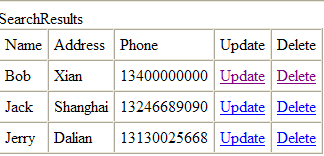 SearchResults
Name Address Phone Update Delete
Bob Xian 13400000000 Update Delete
Jack Shanghai 13246689090 Update Delete
Jerry Dalian 13130025668 Update Delete